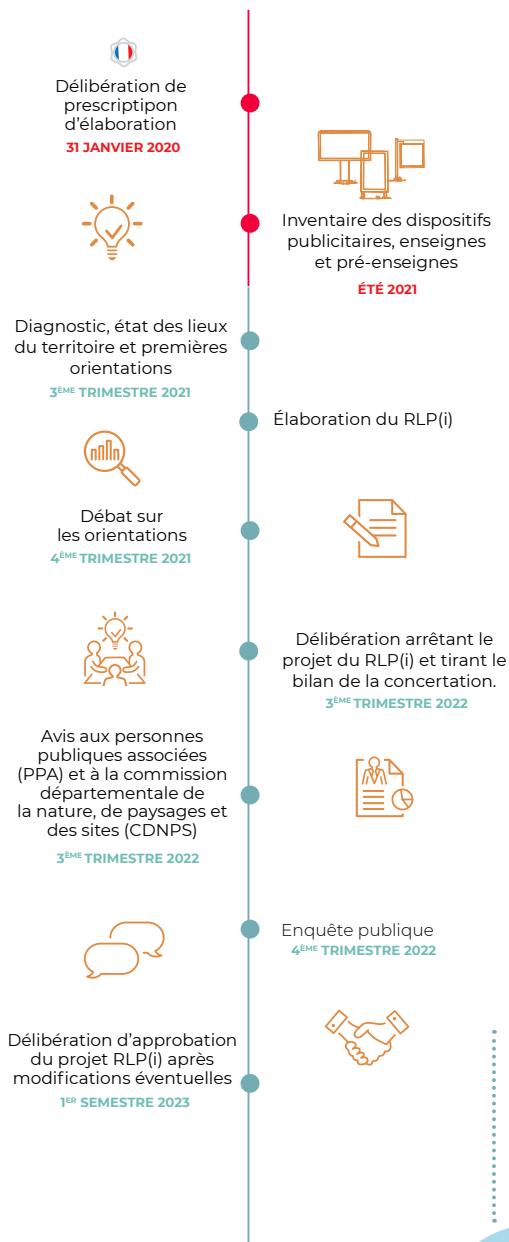 Délibération de
prescriptipon
d'élaboration
31 JANVIER 2020
Inventaire des dispositifs
publicitaires, enseignes
et pré-enseignes
ÉTÉ 2021
Diagnostic, état des lieux
du territoire et premières
orientations
3ÈME TRIMESTRE 2021
Élaboration du RLP(i)
Débat sur
les orientations
4ÈME TRIMESTRE 2021
Délibération arrêtant le
projet du RLP(i) et tirant le
bilan de la concertation.
3ÈME TRIMESTRE 2022
Avis aux personnes
publiques associées
(PPA) et à la commission
départementale de
la nature, de paysages et
des sites (CDNPS)
3ÈME TRIMESTRE 2022
Enquête publique
4ÈME TRIMESTRE 2022
Délibération d'approbation
du projet RLP(i) après
modifications éventuelles
1ER SEMESTRE 2023